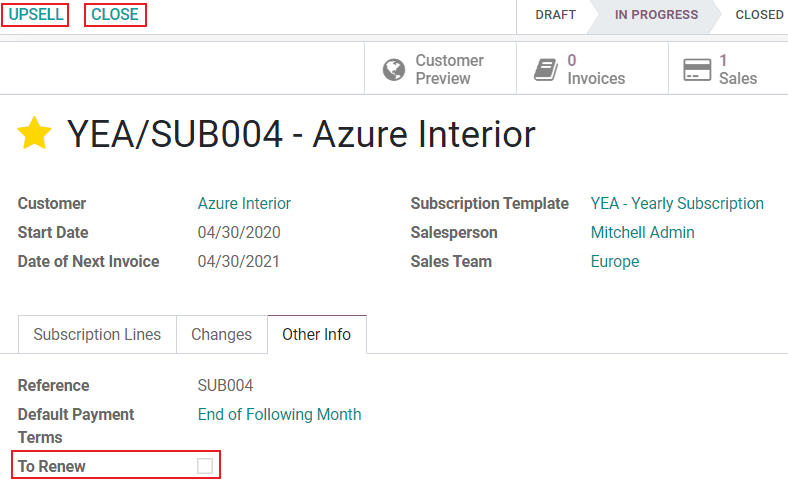 UPSELL CLOSE DRAFT IN PROGRESS CLOSED
Customer Preview 0 Invoices 1 Sales
YEA/SUB004 - Azure Interior
Customer Azure Interior Subscription Template YEA - Yearly Subscription
Start Date 04/30/2020 Salesperson Mitchell Admin
Date of Next Invoice 04/30/2021 Sales Team Europe
Subscription Lines Changes Other Info
Reference SUB004
Default Payment Terms End of Following Month
To Renew